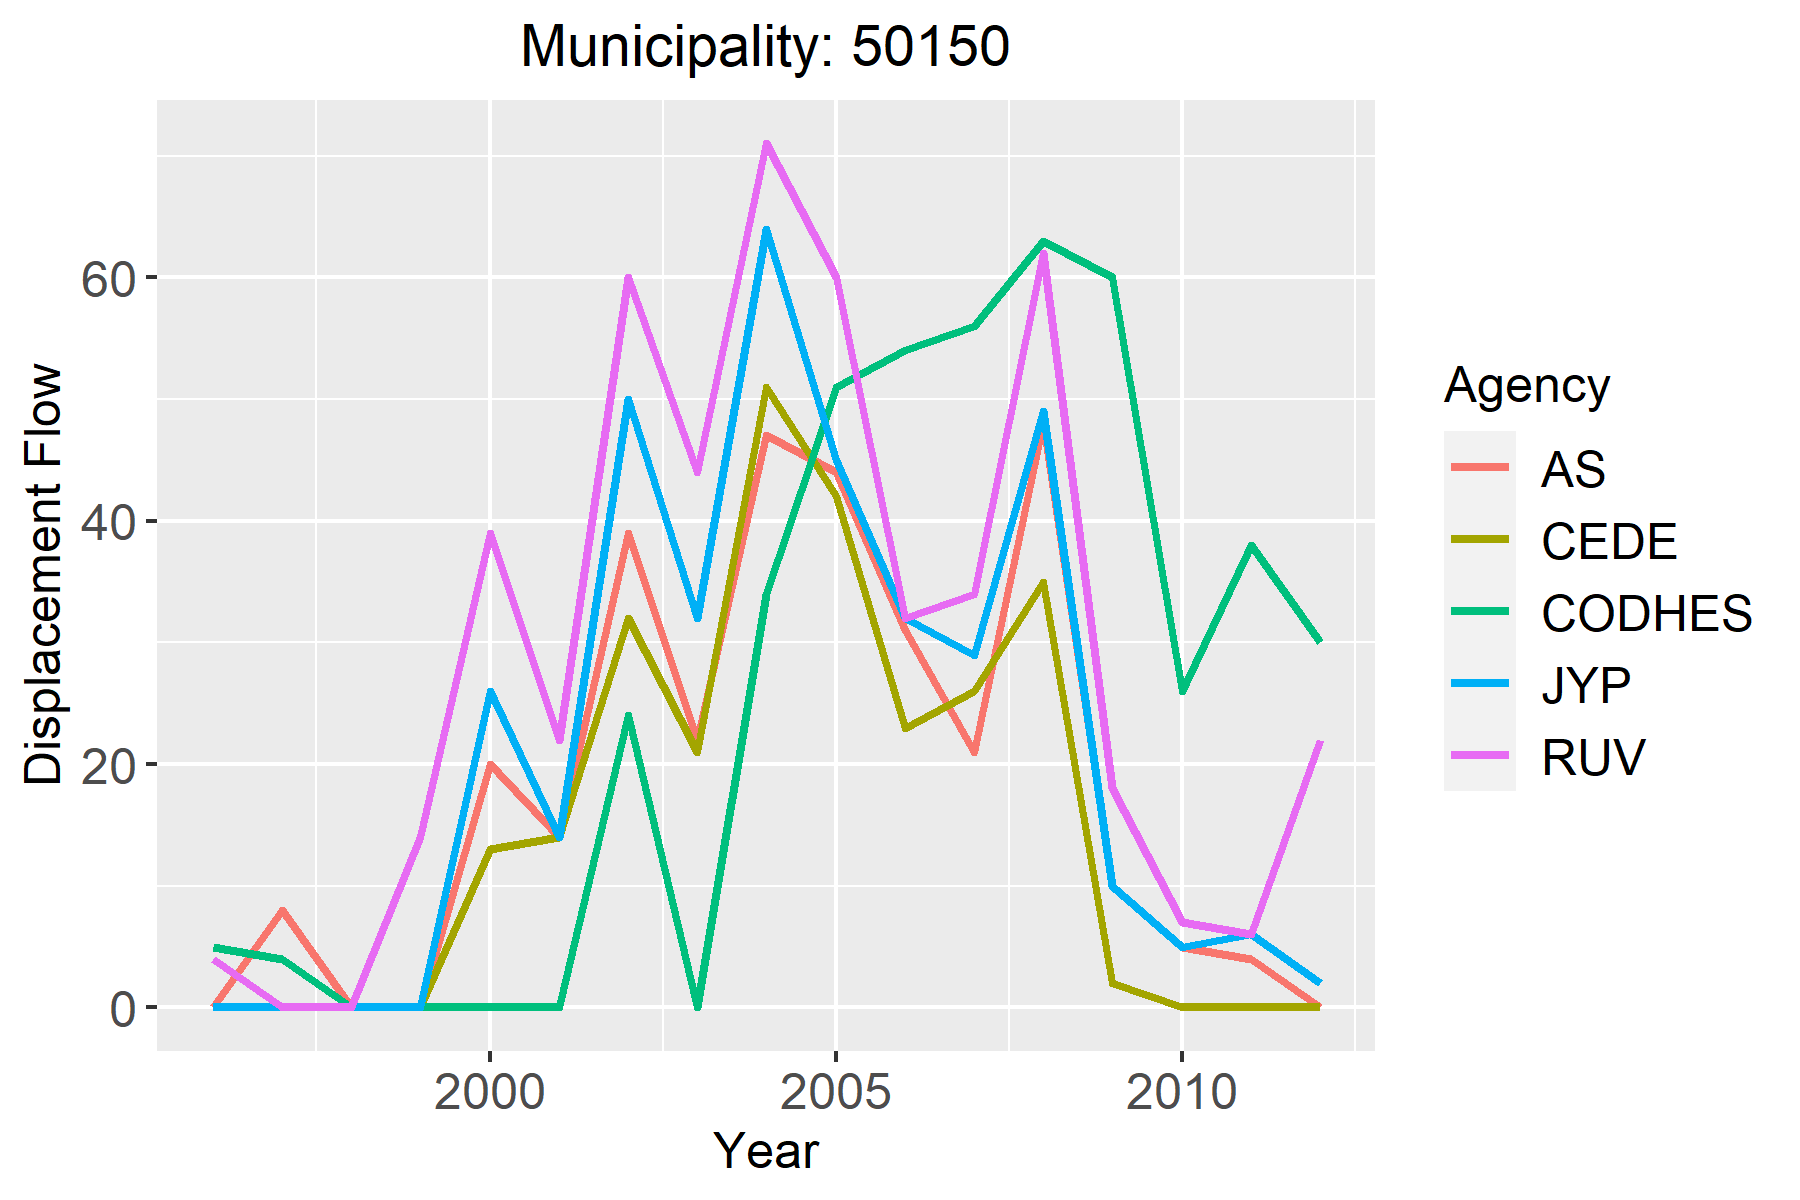 Municipality: 50150
Displacement Flow
60
40
20
0
2000 2005 2010
Year
Agency
AS
CEDE
CODHES
JYP
RUV